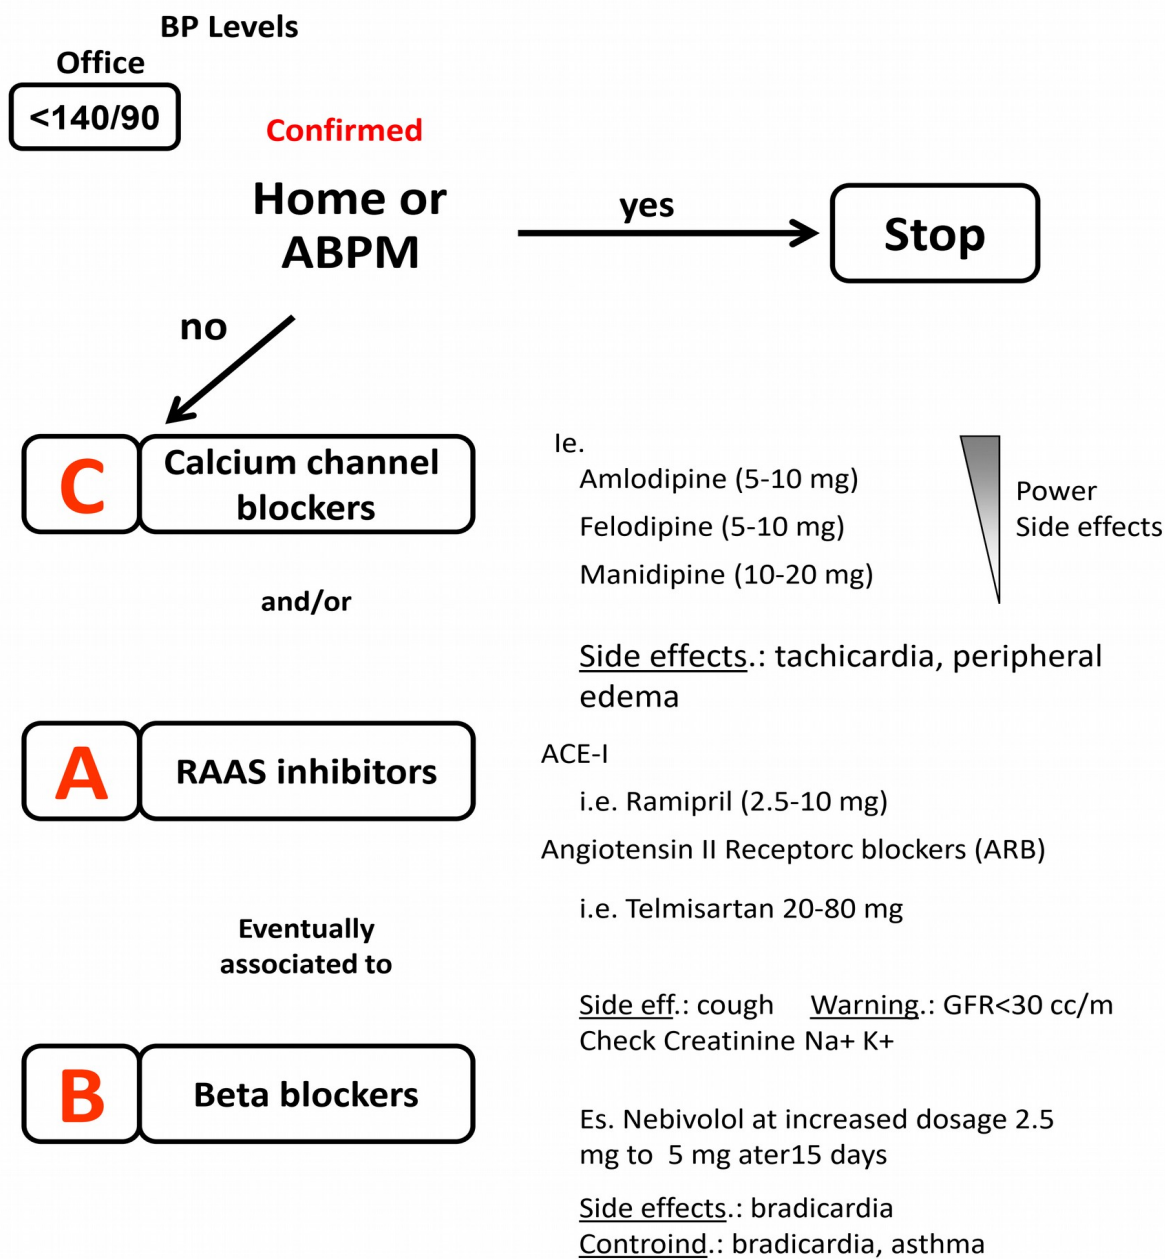 BP Levels
Office
<140/90
Confirmed
Home or
ABPM
yes
Stop
no
C
Calcium channel
blockers
Ie.
Amlodipine (5-10 mg)
Felodipine (5-10 mg)
Manidipine (10-20 mg)
Power
Side effects
and/or
Side effects.: tachicardia, peripheral
edema
A
RAAS inhibitors
ACE-I
i.e. Ramipril (2.5-10 mg)
Angiotensin II Receptorc blockers (ARB)
i.e. Telmisartan 20-80 mg
Eventually
associated to
Side eff.: cough Warning.: GFR<30 cc/m
Check Creatinine Na+ K+
B
Beta blockers
Es. Nebivolol at increased dosage 2.5
mg to 5 mg ater15 days
Side effects.: bradicardia
Controind.: bradicardia, asthma